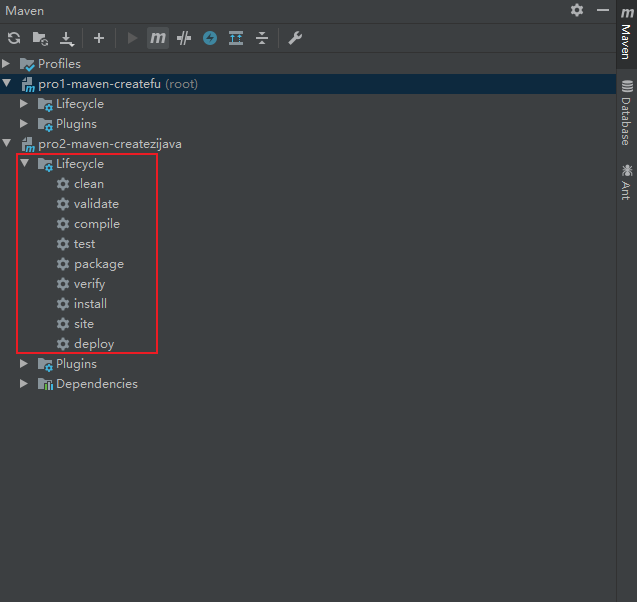 Maven
m
Profiles
pro1-maven-createfu (root)
Lifecycle
Plugins
pro2-maven-createzijava
Lifecycle
clean
validate
compile
test
package
verify
install
site
deploy
Plugins
Dependencies
m
Maven
Database
Ant